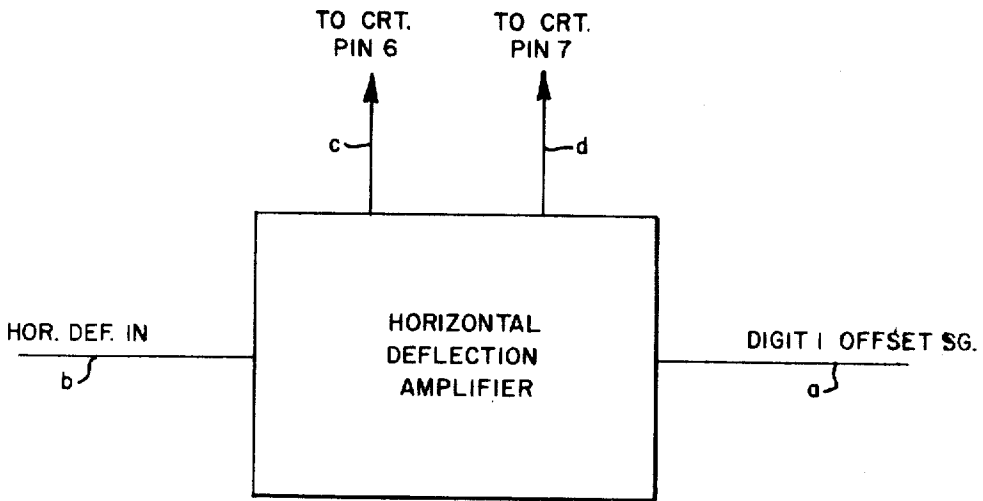 TO CRT.
PIN 6
TO CRT.
PIN 7
c
d
HOR. DEF. IN
b
HORIZONTAL
DEFLECTION
AMPLIFIER
DIGIT 1 OFFSET SG.
a